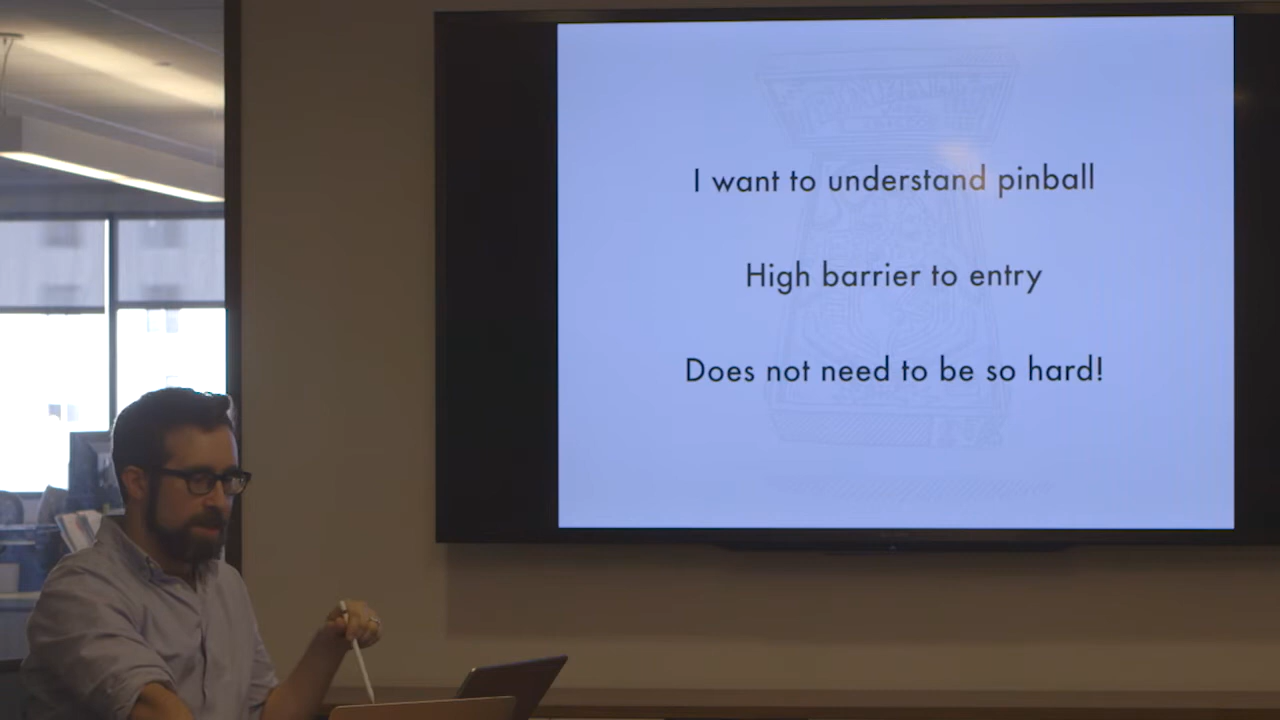 I want to understand pinball
High barrier to entry
Does not need to be so hard!